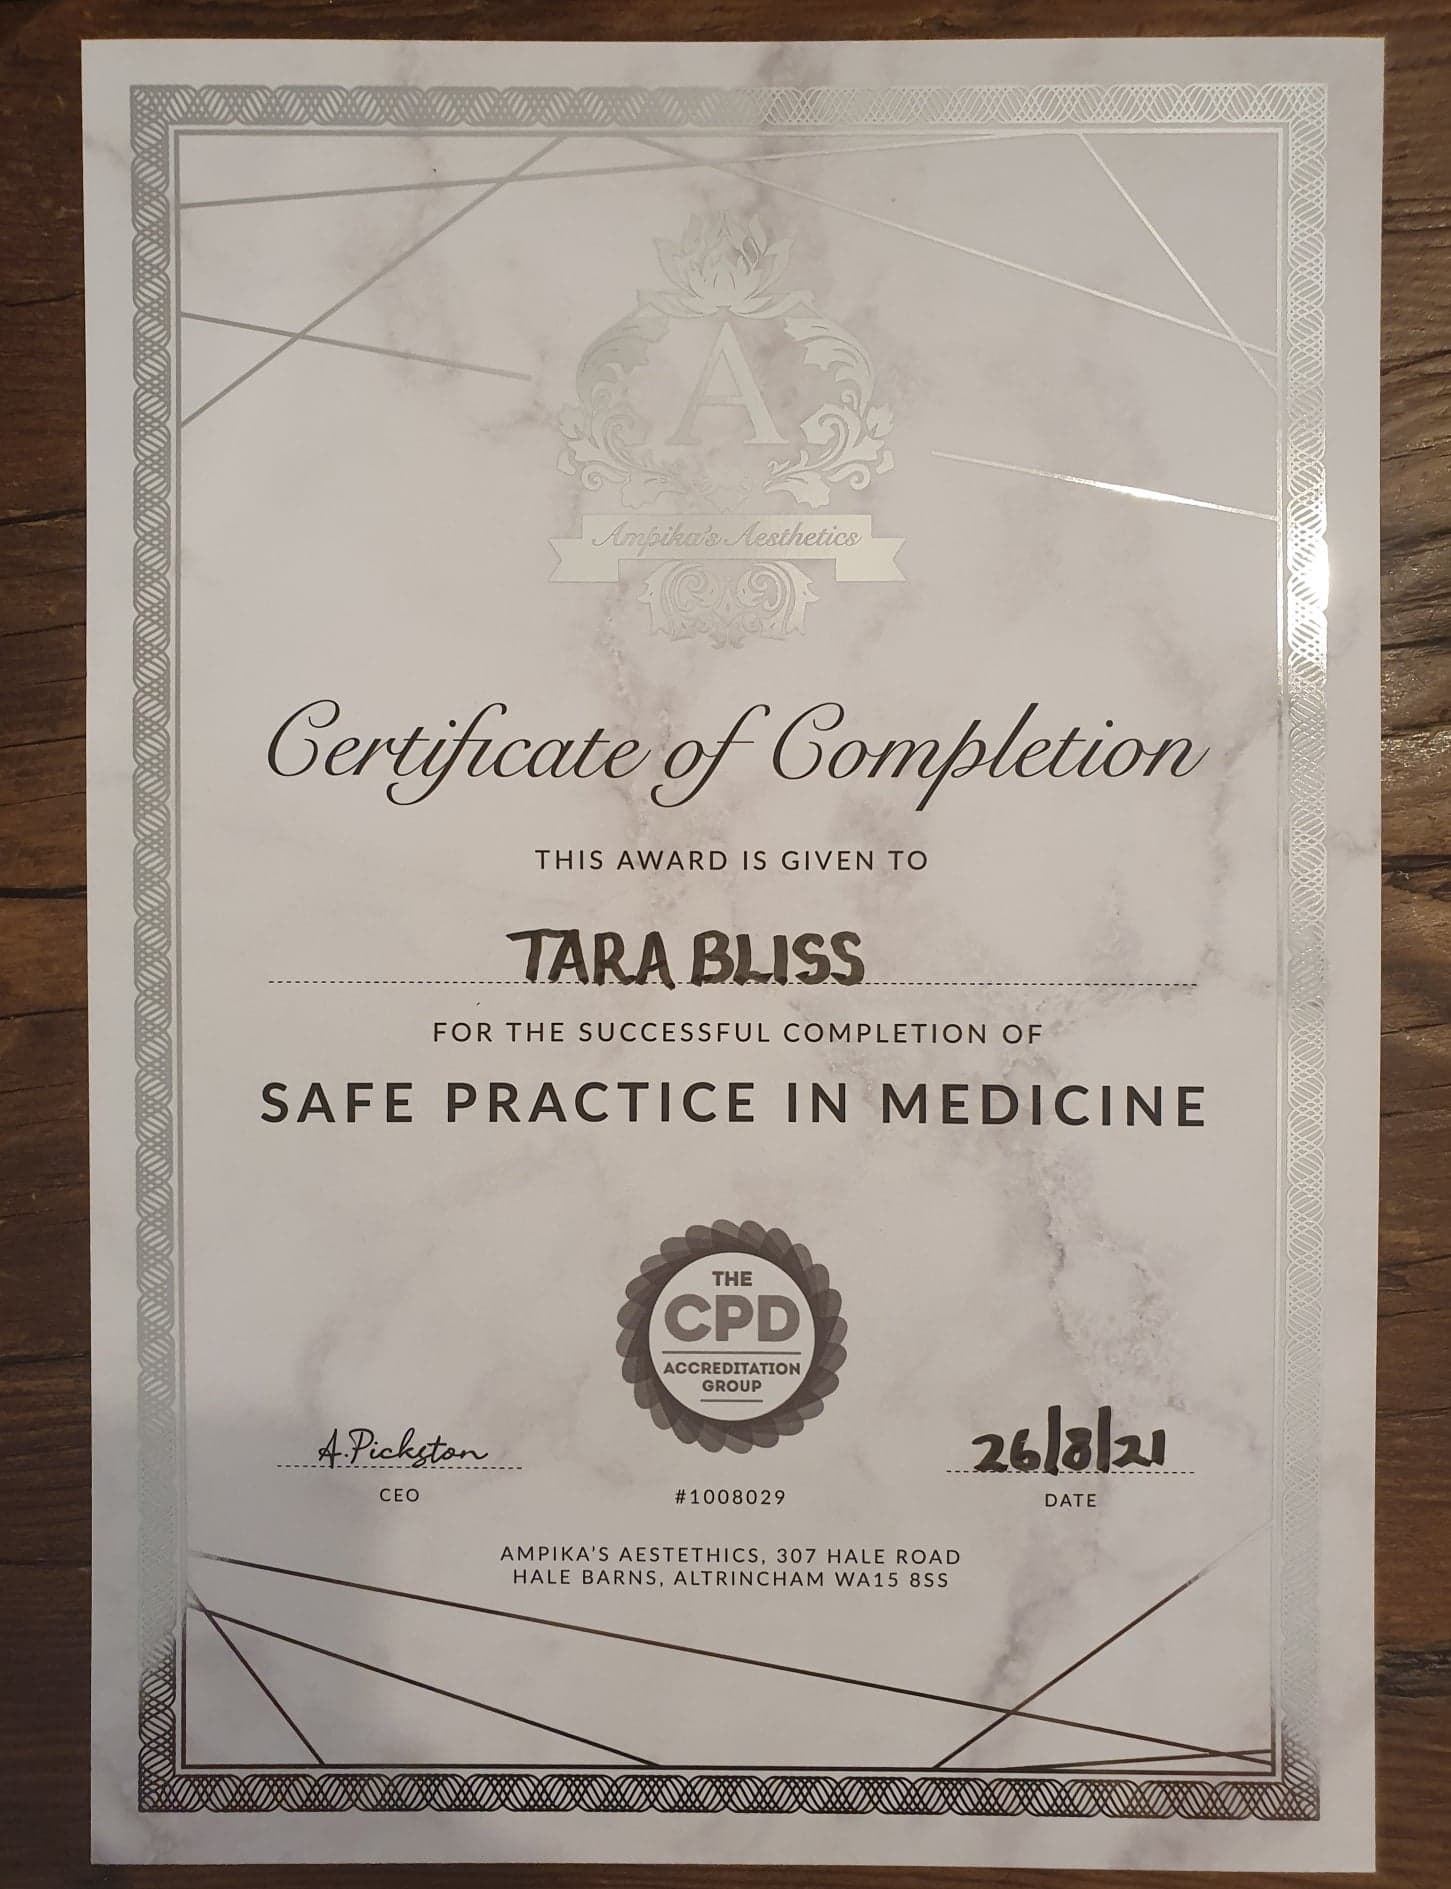 A
Ampika's Aesthetics
Certificate of Completion
THIS AWARD IS GIVEN TO
TARA BLISS
FOR THE SUCCESSFUL COMPLETION OF
SAFE PRACTICE IN MEDICINE
THE
CPD
ACCREDITATION
GROUP
A.Pickston
CEO
#1008029
26/8/21
DATE
AMPIKA'S AESTETHICS, 307 HALE ROAD
HALE BARNS, ALTRINCHAM WA15 8SS